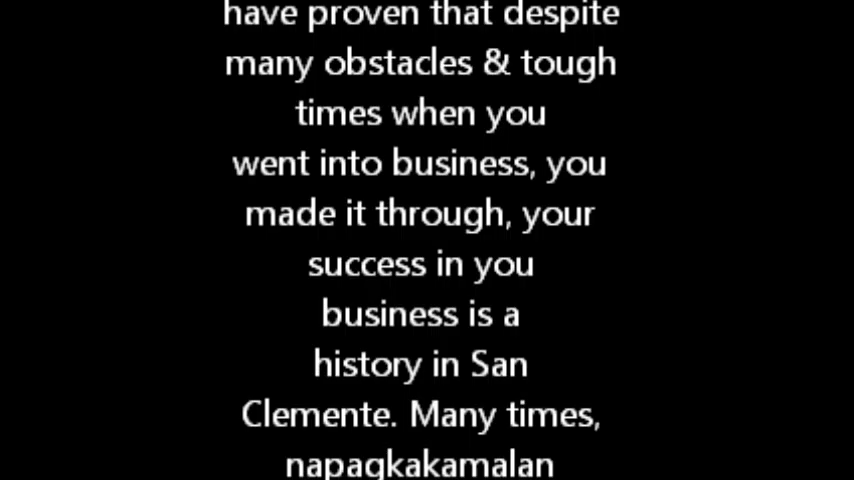 have proven that despite
many obstacles & tough
times when you
went into business, you
made it through, your
success in you
business is a
history in San
Clemente. Many times,
napagkakamalan